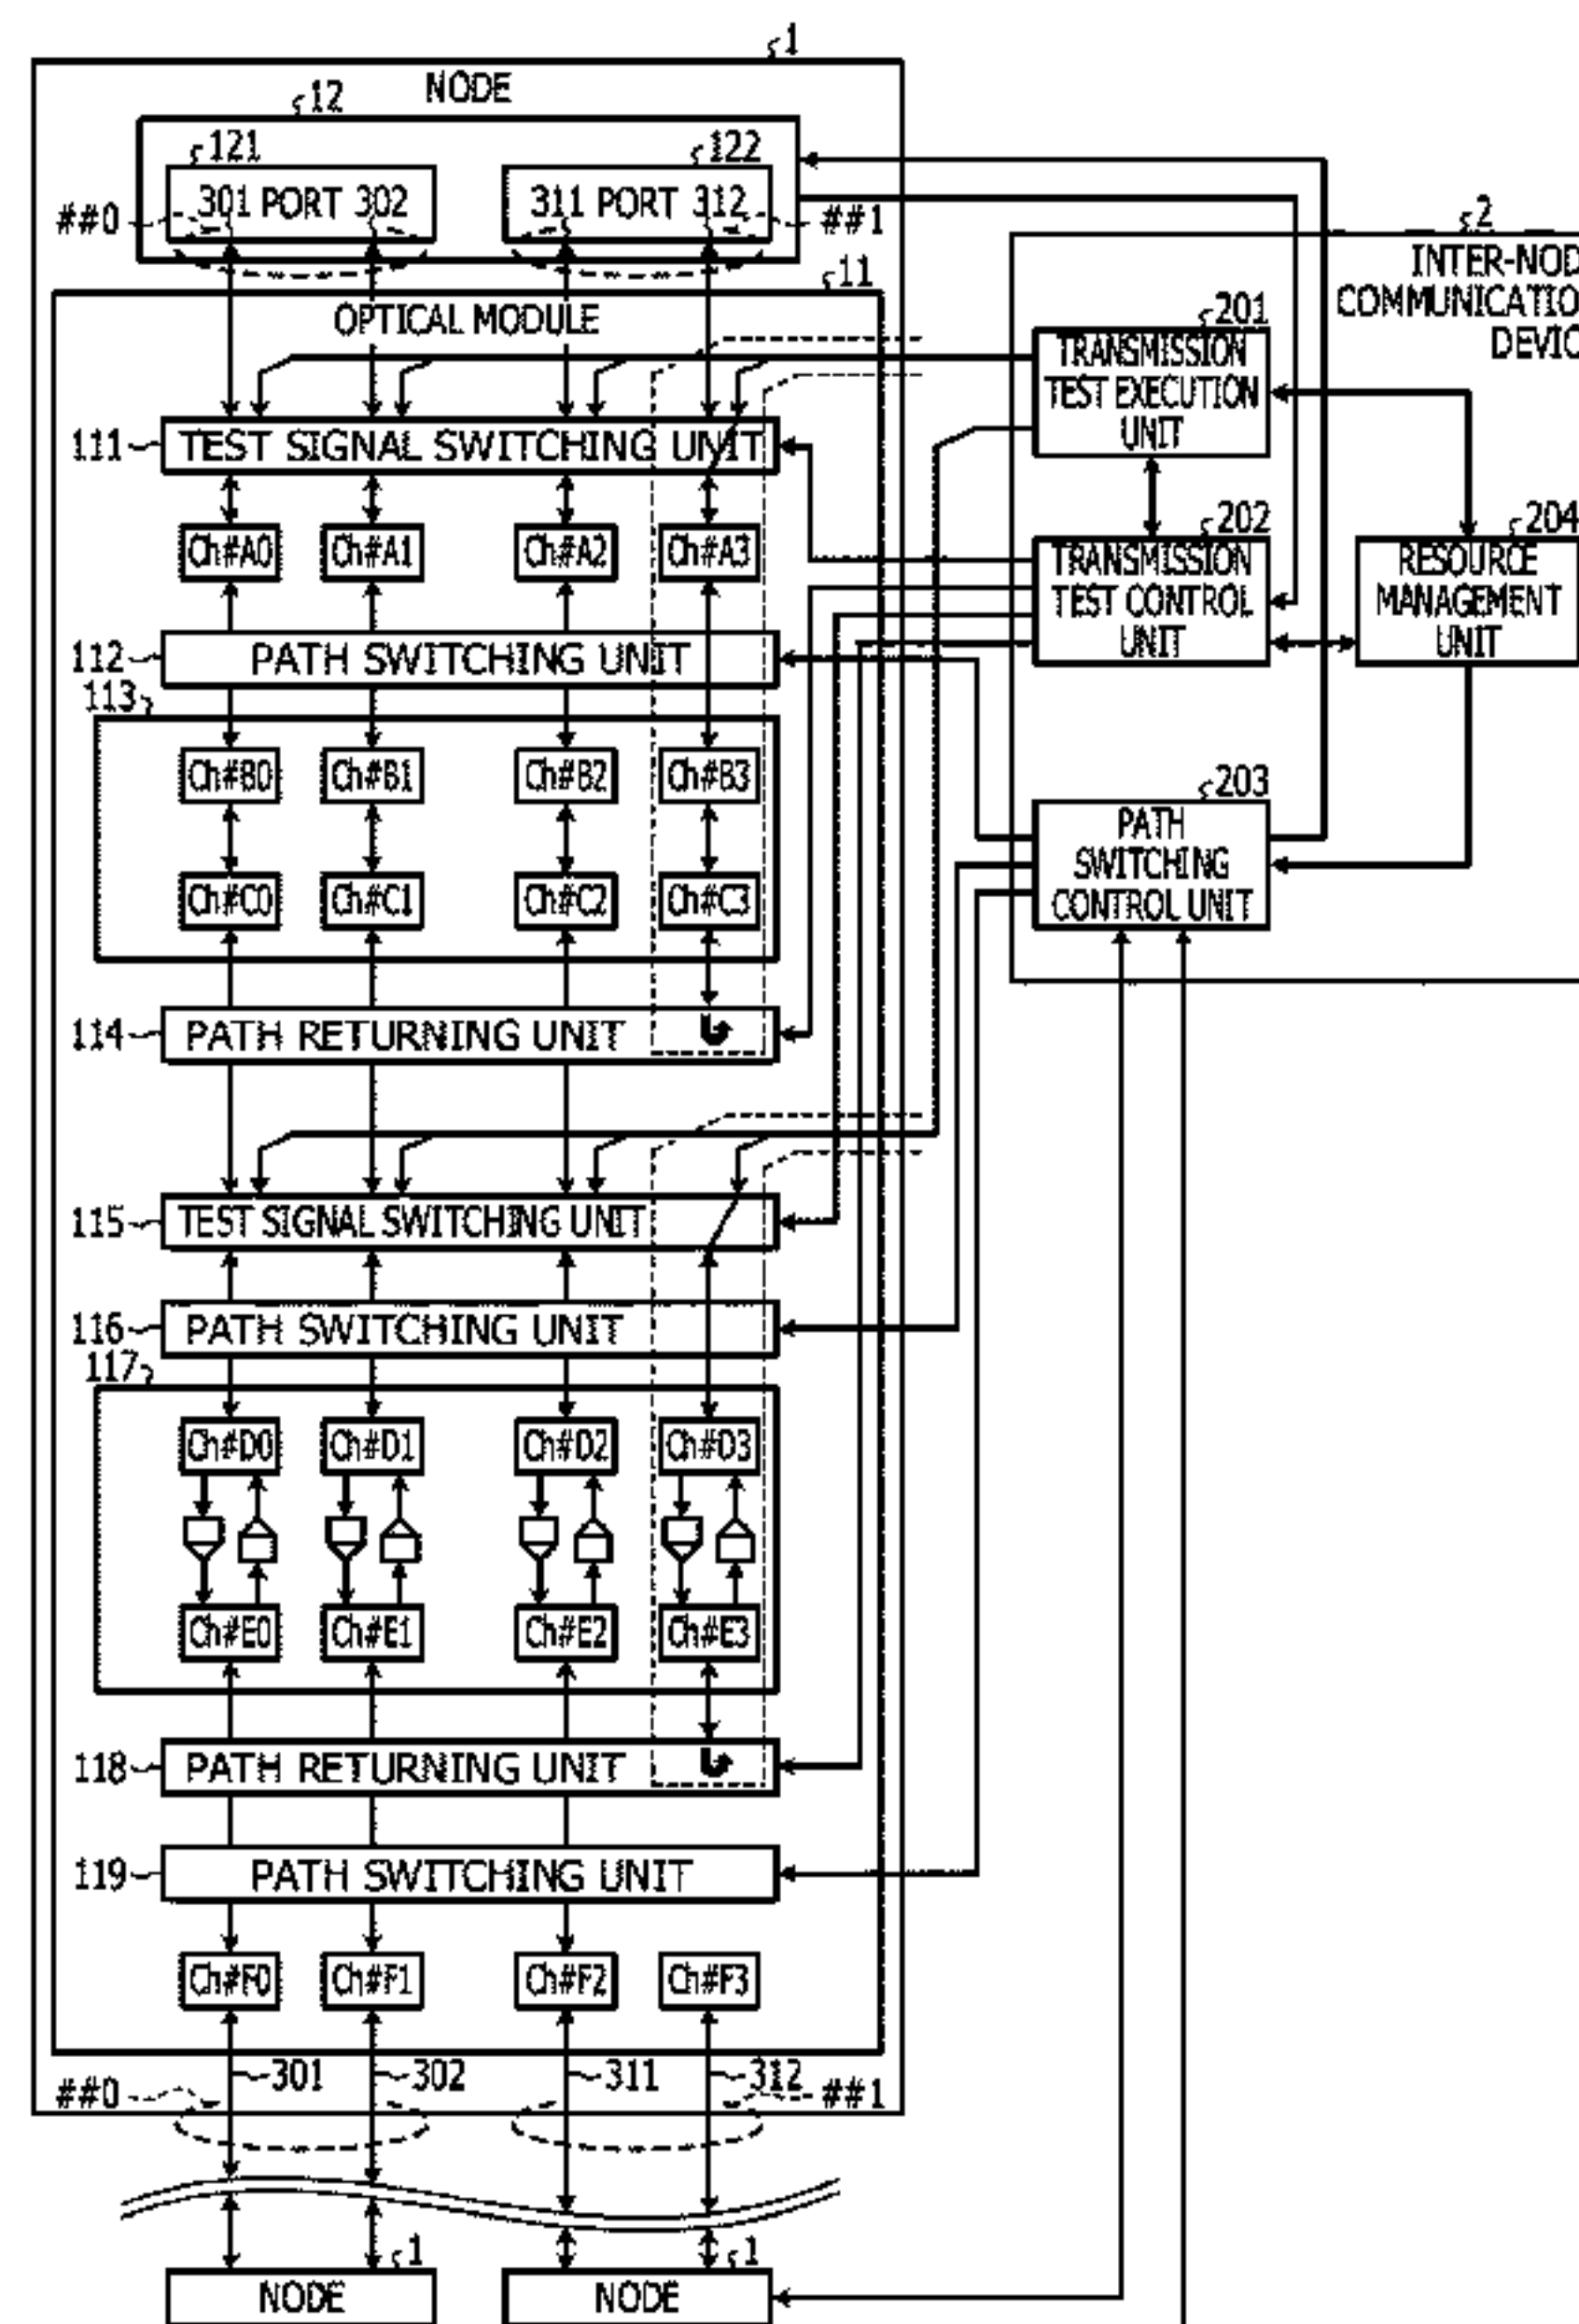 1
NODE
12
121
122
301 PORT 302
311 PORT 312
##0
##1
11
OPTICAL MODULE
2
INTER-NOD
COMMUNICATIO
DEVIC
201
TRANSMISSION
TEST EXECUTION
UNIT
111
TEST SIGNAL SWITCHING UNIT
Ch#A0
Ch#A1
Ch#A2
Ch#A3
202
TRANSMISSION
TEST CONTROL
UNIT
204
RESOURCE
MANAGEMENT
UNIT
112
PATH SWITCHING UNIT
113
Ch#B0
Ch#B1
Ch#B2
Ch#B3
203
PATH
SWITCHING
CONTROL UNIT
Ch#C0
Ch#C1
Ch#C2
Ch#C3
114
PATH RETURNING UNIT
115
TEST SIGNAL SWITCHING UNIT
116
PATH SWITCHING UNIT
117
Ch#D0
Ch#D1
Ch#D2
Ch#D3
Ch#E0
Ch#E1
Ch#E2
Ch#E3
118
PATH RETURNING UNIT
119
PATH SWITCHING UNIT
Ch#F0
Ch#F1
Ch#F2
Ch#F3
##0
301
302
311
312
##1
1
NODE
1
NODE